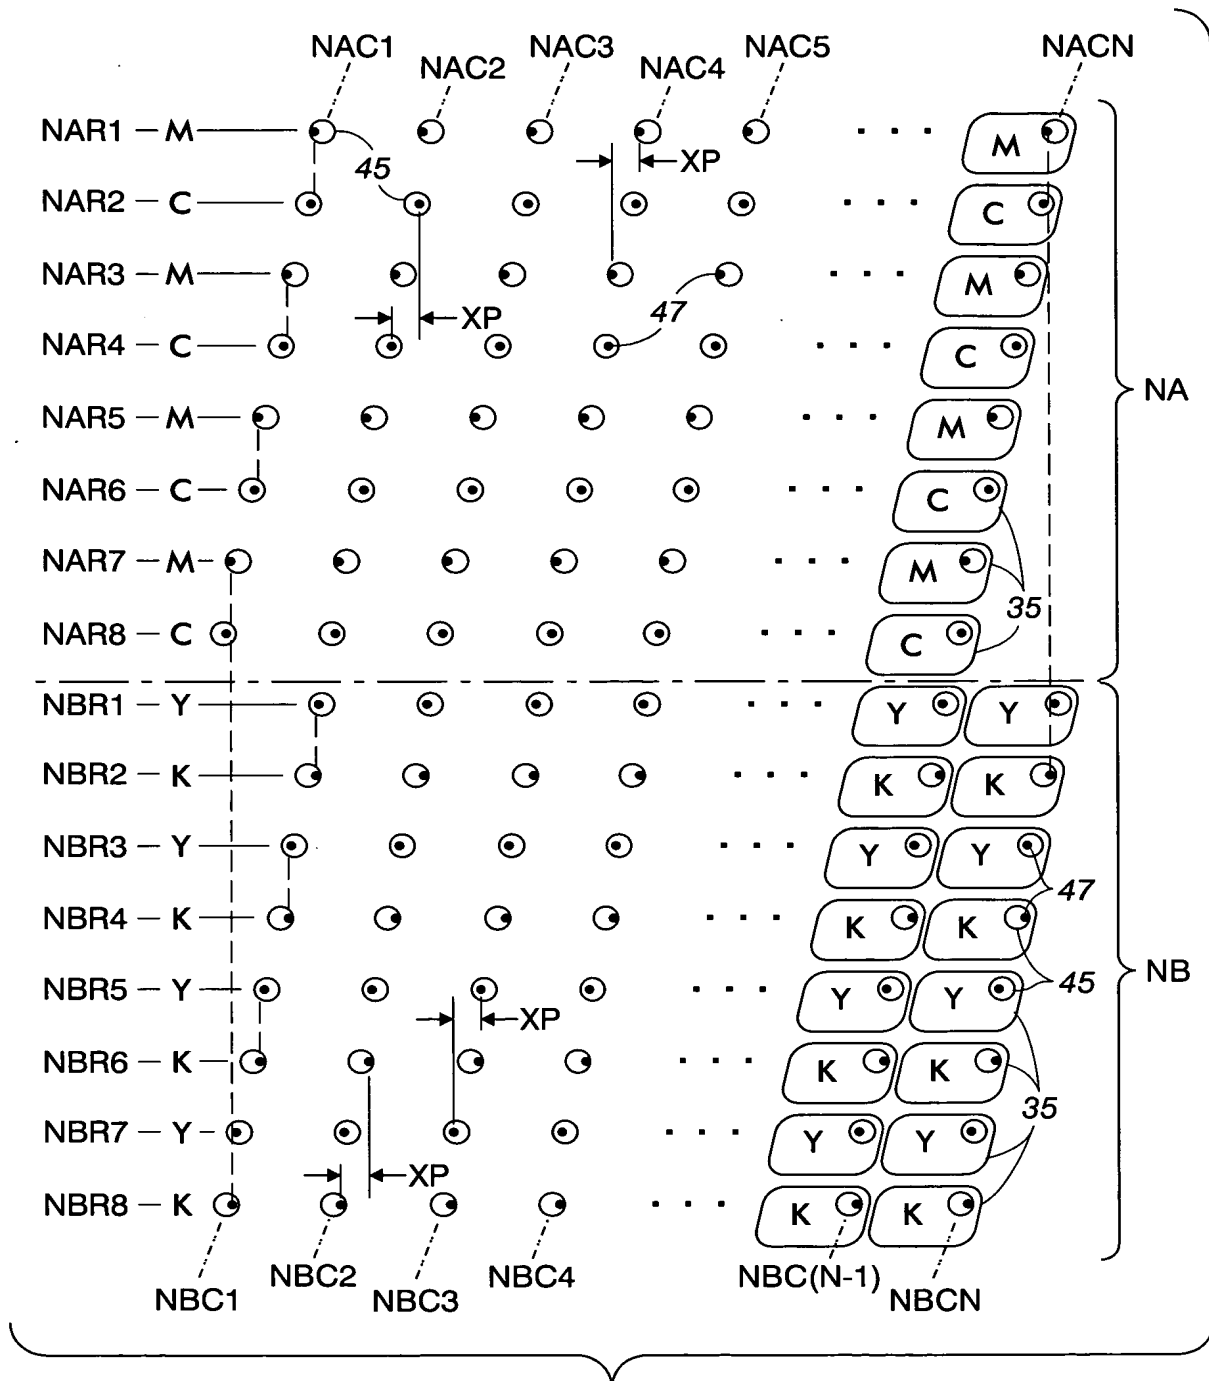 NAC1 NAC2 NAC3 NAC4 NAC5 NACN
NAR1 – M 45 XP M
NAR2 – C C
NAR3 – M 47 M
XP
NAR4 – C C
NA
NAR5 – M M
NAR6 – C C
NAR7 – M M
35
NAR8 – C C
NBR1 – Y Y Y
NBR2 – K K K
NBR3 – Y Y Y
47
NBR4 – K K K
NB
NBR5 – Y Y Y 45
XP
NBR6 – K K K
35
NBR7 – Y Y Y
XP
NBR8 – K K K
NBC1 NBC2 NBC3 NBC4 NBC(N-1) NBCN